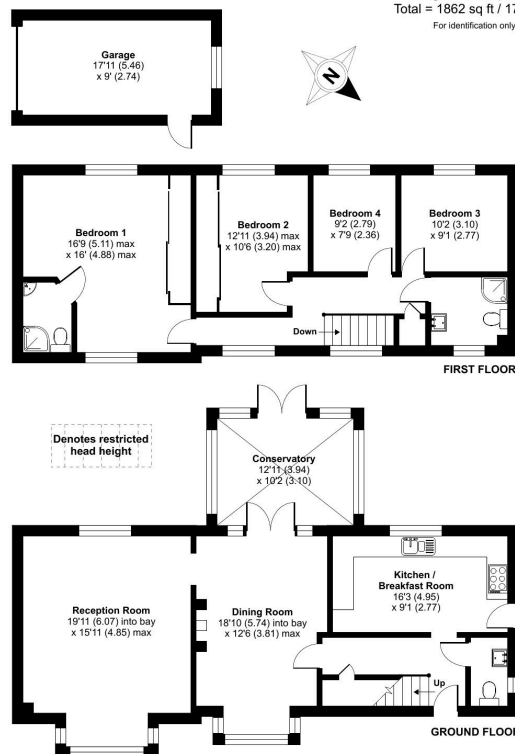 Total = 1862 sq ft / 17
For identification only
Garage
17'11 (5.46)
x 9' (2.74)
N
Bedroom 1
16'9 (5.11) max
x 16' (4.88) max
Bedroom 2
12'11 (3.94) max
x 10'6 (3.20) max
Bedroom 4
9'2 (2.79)
x 7'9 (2.36)
Bedroom 3
10'2 (3.10)
x 9'1 (2.77)
Down
FIRST FLOOR
Denotes restricted
head height
Conservatory
12'11 (3.94)
x 10'2 (3.10)
Reception Room
19'11 (6.07) into bay
x 15'11 (4.85) max
Dining Room
18'10 (5.74) into bay
x 12'6 (3.81) max
Kitchen /
Breakfast Room
16'3 (4.95)
x 9'1 (2.77)
Up
GROUND FLOOR